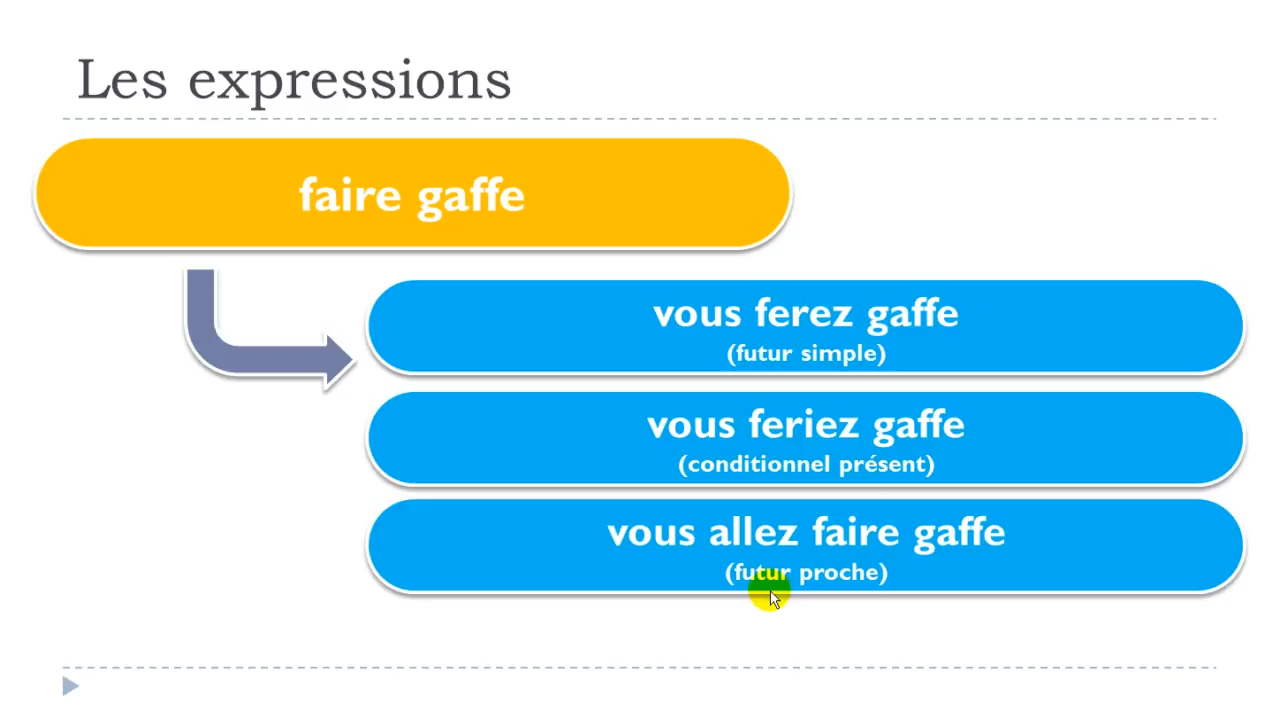 Les expressions
faire gaffe
vous ferez gaffe
(futur simple)
vous feriez gaffe
(conditionnel présent)
vous allez faire gaffe
(futur proche)